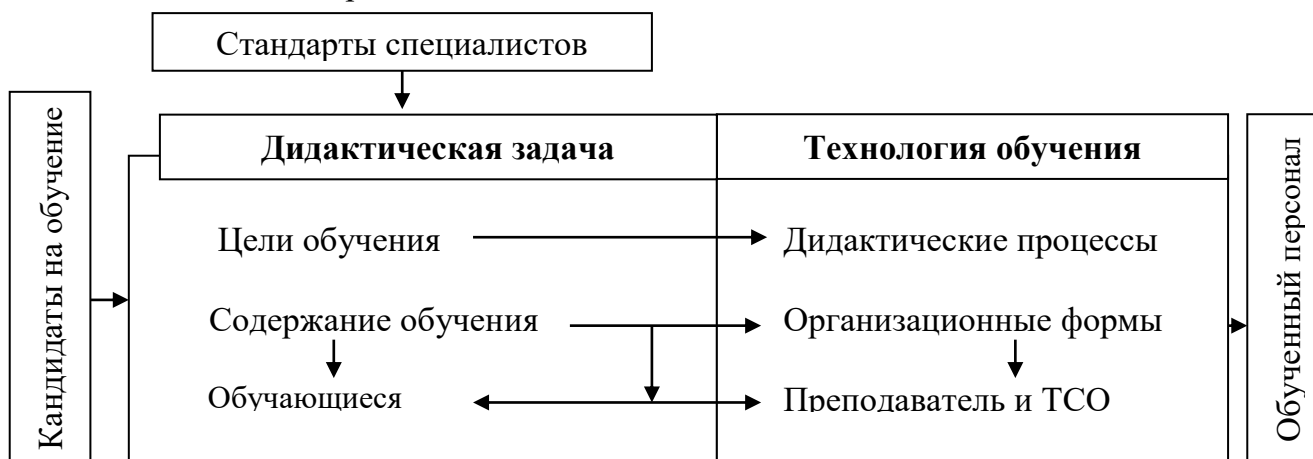 Стандарты специалистов
Кандидаты на обучение
Дидактическая задача
Технология обучения
Цели обучения
Дидактические процессы
Содержание обучения
Организационные формы
Обучающиеся
Преподаватель и ТСО
Обученный персонал